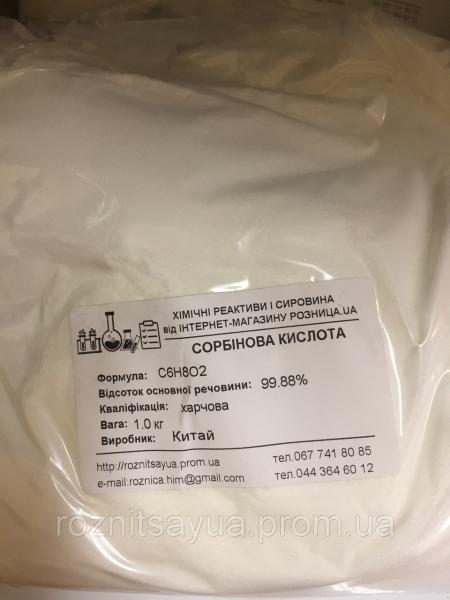 ХІМІЧНІ РЕАКТИВИ І СИРОВИНА
від ІНТЕРНЕТ-МАГАЗИНУ РОЗНИЦА.UA
СОРБІНОВА КИСЛОТА
Формула: C6H8O2
Відсоток основної речовини: 99.88%
Кваліфікація: харчова
Вага: 1.0 кг
Виробник: Китай
http://roznitsayua.prom.ua тел.067 741 80 85
e-mail:roznica.him@gmail.com тел.044 364 60 12
roznitsayua.prom.ua